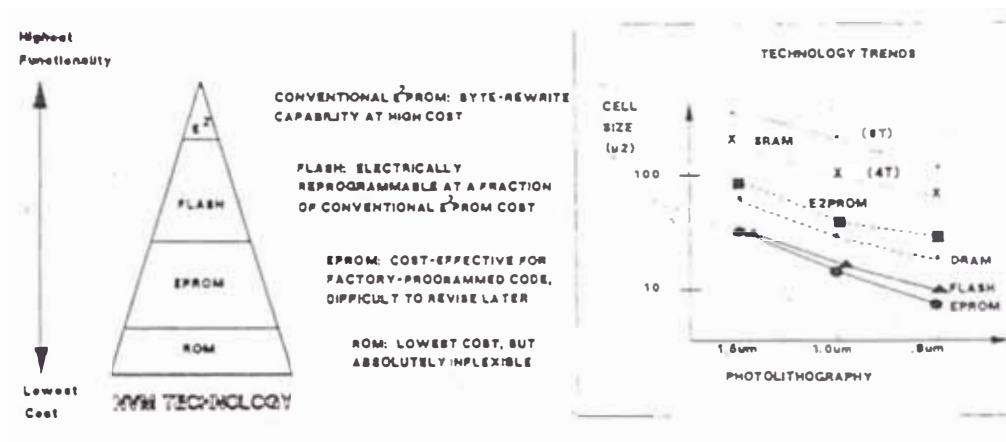 Highest
Functionality
E²
FLASH
EPROM
ROM
Lowest
Cost
NVM TECHNOLOGY
CONVENTIONAL E²PROM: BYTE-REWRITE
CAPABILITY AT HIGH COST
FLASH: ELECTRICALLY
REPROGRAMMABLE AT A FRACTION
OF CONVENTIONAL E²PROM COST
EPROM: COST-EFFECTIVE FOR
FACTORY-PROGRAMMED CODE,
DIFFICULT TO REVISE LATER
ROM: LOWEST COST, BUT
ABSOLUTELY INFLEXIBLE
TECHNOLOGY TRENDS
CELL
SIZE
(u2)
100
10
SRAM
(6T)
(4T)
E2PROM
DRAM
FLASH
EPROM
1.5um
1.0um
.8um
PHOTOLITHOGRAPHY